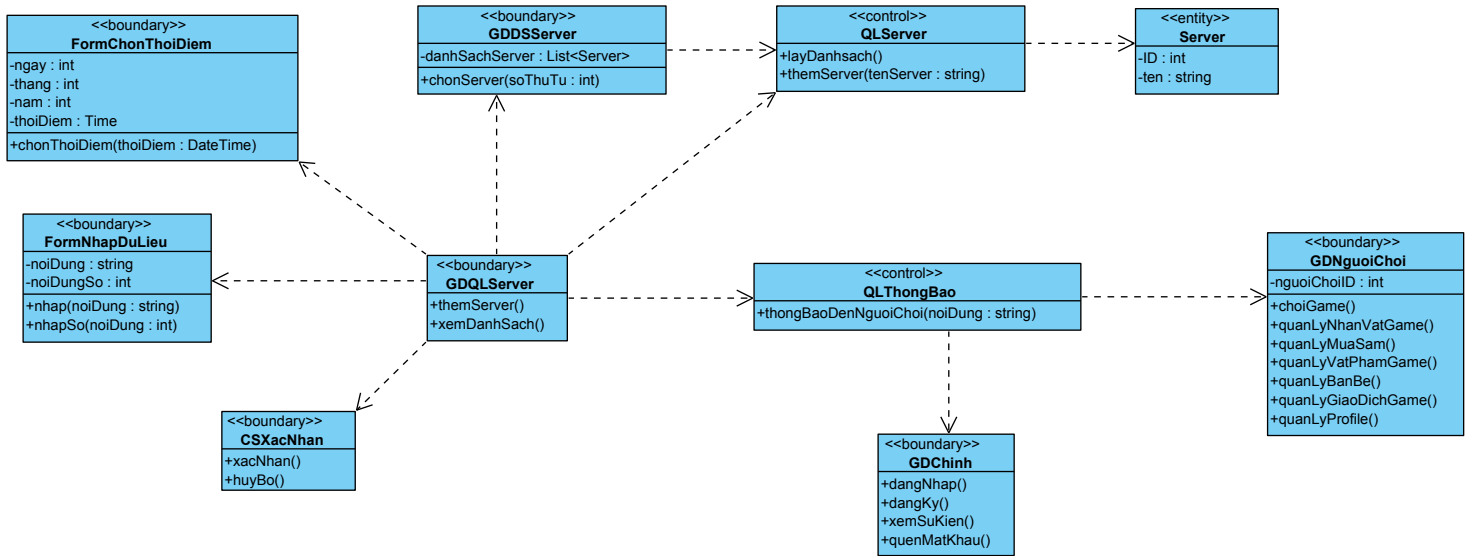 <<boundary>>
FormChonThoiDiem
-ngay : int
-thang : int
-nam : int
-thoiDiem : Time
+chonThoiDiem(thoiDiem : DateTime)
<<boundary>>
GDDSServer
-danhSachServer : List<Server>
+chonServer(soThuTu : int)
<<control>>
QLServer
+layDanhsach()
+themServer(tenServer : string)
<<entity>>
Server
-ID : int
-ten : string
<<boundary>>
FormNhapDuLieu
-noiDung : string
-noiDungSo : int
+nhap(noiDung : string)
+nhapSo(noiDung : int)
<<boundary>>
GDQLServer
+themServer()
+xemDanhSach()
<<control>>
QLThongBao
+thongBaoDenNguoiChoi(noiDung : string)
<<boundary>>
GDNguoiChoi
-nguoiChoiID : int
+choiGame()
+quanLyNhanVatGame()
+quanLyMuaSam()
+quanLyVatPhamGame()
+quanLyBanBe()
+quanLyGiaoDichGame()
+quanLyProfile()
<<boundary>>
CSXacNhan
+xacNhan()
+huyBo()
<<boundary>>
GDChinh
+dangNhap()
+dangKy()
+xemSuKien()
+quenMatKhau()